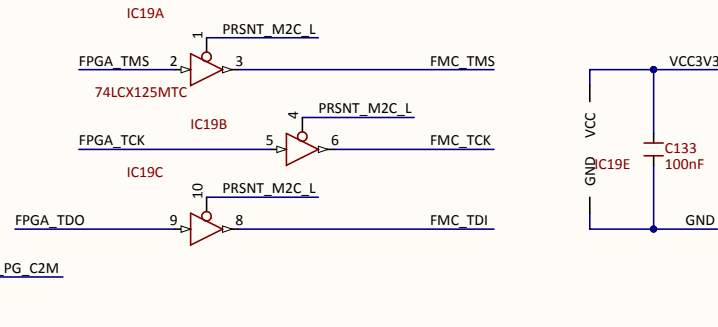 IC19A
1
PRSNT_M2C_L
FPGA_TMS 2 3 FMC_TMS
VCC3V3
74LCX125MTC
4
PRSNT_M2C_L
IC19B
FPGA_TCK 5 6 FMC_TCK
VCC
C133
100nF
GND
IC19E
IC19C
10
PRSNT_M2C_L
FPGA_TDO 9 8 FMC_TDI
GND
_PG_C2M